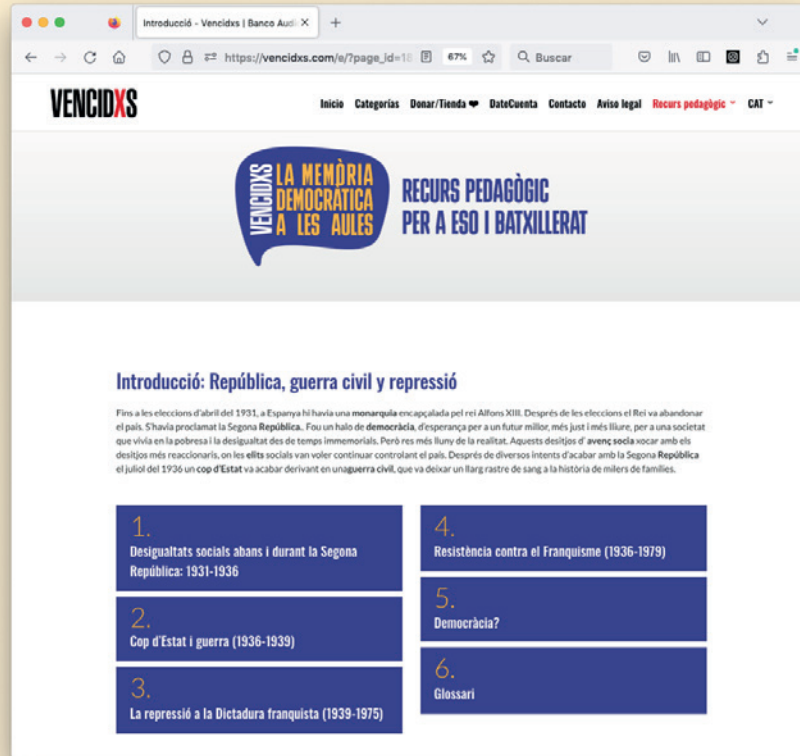 Introducció - Vencidxs | Banco Audi
https://vencidxs.com/e/?page_id=18
67%
Buscar
VENCIDXS
Inicio Categorías Donar/Tienda ❤ DateCuenta Contacto Aviso legal Recurs pedagògic CAT
VENCIDXS
LA MEMÒRIA
DEMOCRÀTICA
A LES AULES
RECURS PEDAGÒGIC
PER A ESO I BATXILLERAT
Introducció: República, guerra civil y repressió
Fins a les eleccions d'abril del 1931, a Espanya hi havia una monarquia encapçalada pel rei Alfons XIII. Després de les eleccions el Rei va abandonar
el país. S'havia proclamat la Segona República.. Fou un halo de democràcia, d'esperança per a un futur millor, més just i més lliure, per a una societat
que vivia en la pobresa i la desigualtat des de temps immemorials. Però res més lluny de la realitat. Aquests desitjos d' avenç socia xocar amb els
desitjos més reaccionaris, on les elits socials van voler continuar controlant el país. Després de diversos intents d'acabar amb la Segona República
el juliol del 1936 un cop d'Estat va acabar derivant en unaguerra civil, que va deixar un llarg rastre de sang a la història de milers de famílies.
1.
Desigualtats socials abans i durant la Segona
República: 1931-1936
2.
Cop d'Estat i guerra (1936-1939)
3.
La repressió a la Dictadura franquista (1939-1975)
4.
Resistència contra el Franquisme (1936-1979)
5.
Democràcia?
6.
Glossari